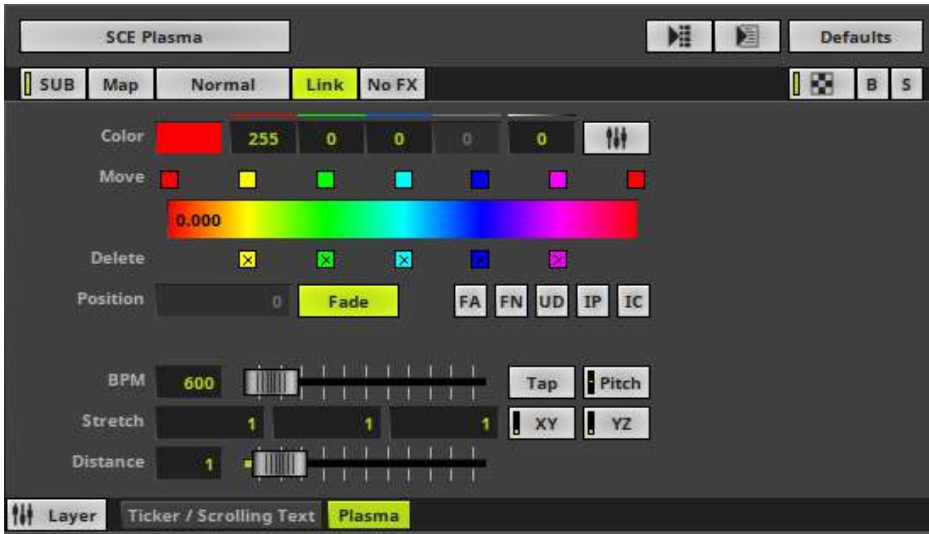 SCE Plasma Defaults
SUB Map Normal Link No FX B S
Color 255 0 0 0 0
Move
0.000
Delete
Position 0 Fade FA FN UD IP IC
BPM 600 Tap Pitch
Stretch 1 1 1 XY YZ
Distance 1
Layer Ticker / Scrolling Text Plasma